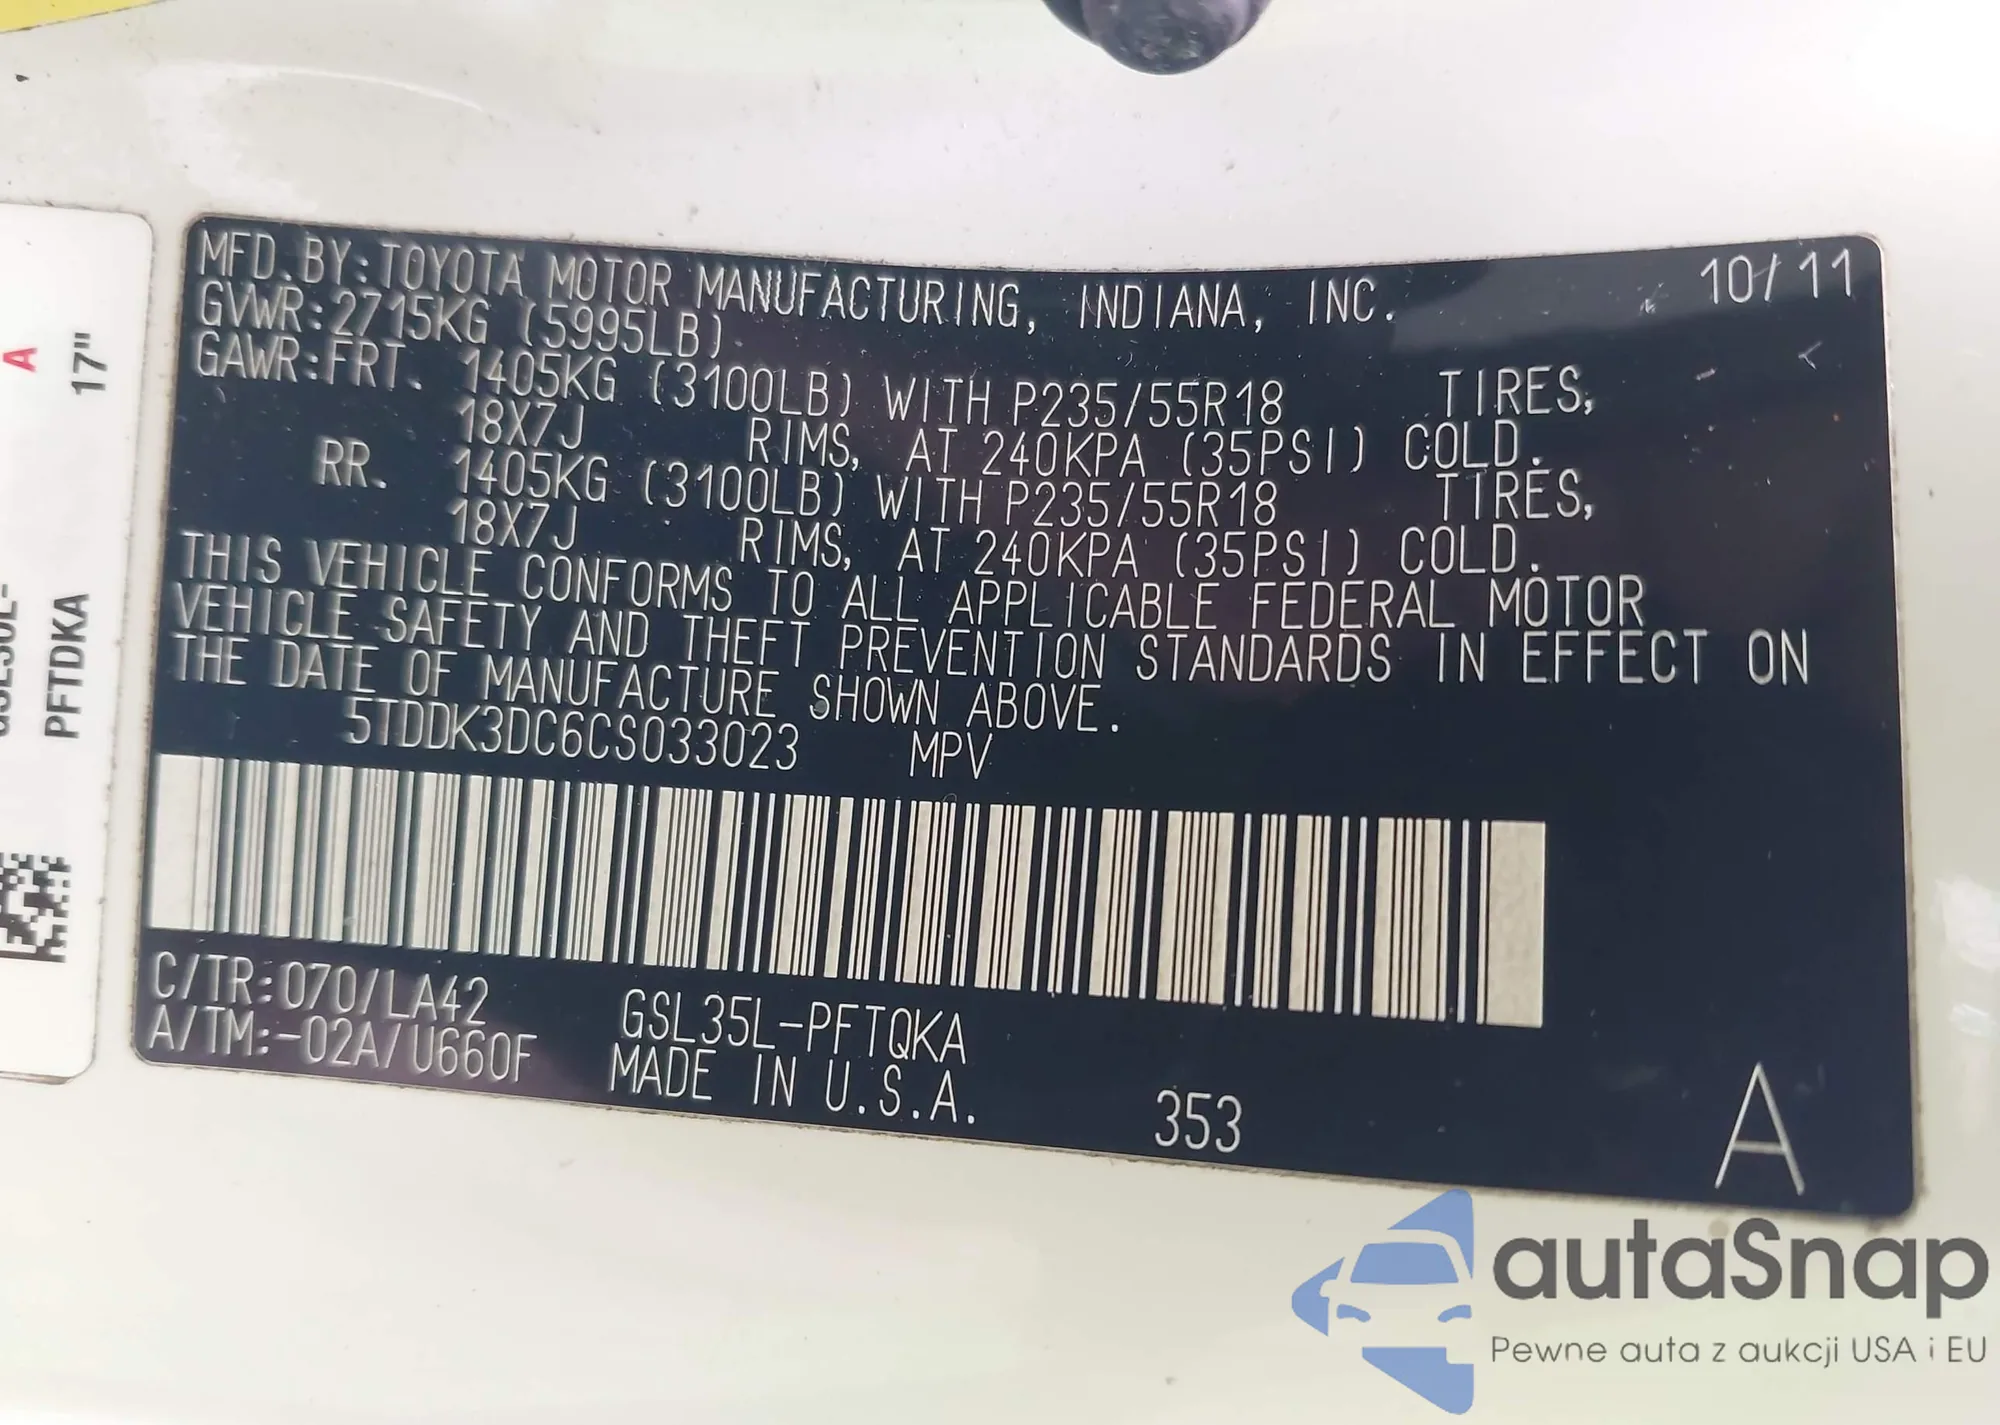 MFD.BY:TOYOTA MOTOR MANUFACTURING, INDIANA, INC. 10/11
GVWR:2715KG (5995LB)
GAWR:FRT. 1405KG (3100LB) WITH P235/55R18 TIRES,
18X7J RIMS, AT 240KPA (35PSI) COLD.
RR. 1405KG (3100LB) WITH P235/55R18 TIRES,
18X7J RIMS, AT 240KPA (35PSI) COLD.
THIS VEHICLE CONFORMS TO ALL APPLICABLE FEDERAL MOTOR
VEHICLE SAFETY AND THEFT PREVENTION STANDARDS IN EFFECT ON
THE DATE OF MANUFACTURE SHOWN ABOVE.
5TDDK3DC6CS033023 MPV
C/TR:070/LA42 GSL35L-PFTQKA
A/TM:-02A/U660F MADE IN U.S.A. 353 A
A
17"
PFTDKA
autaSnap
Pewne auta z aukcji USA i EU